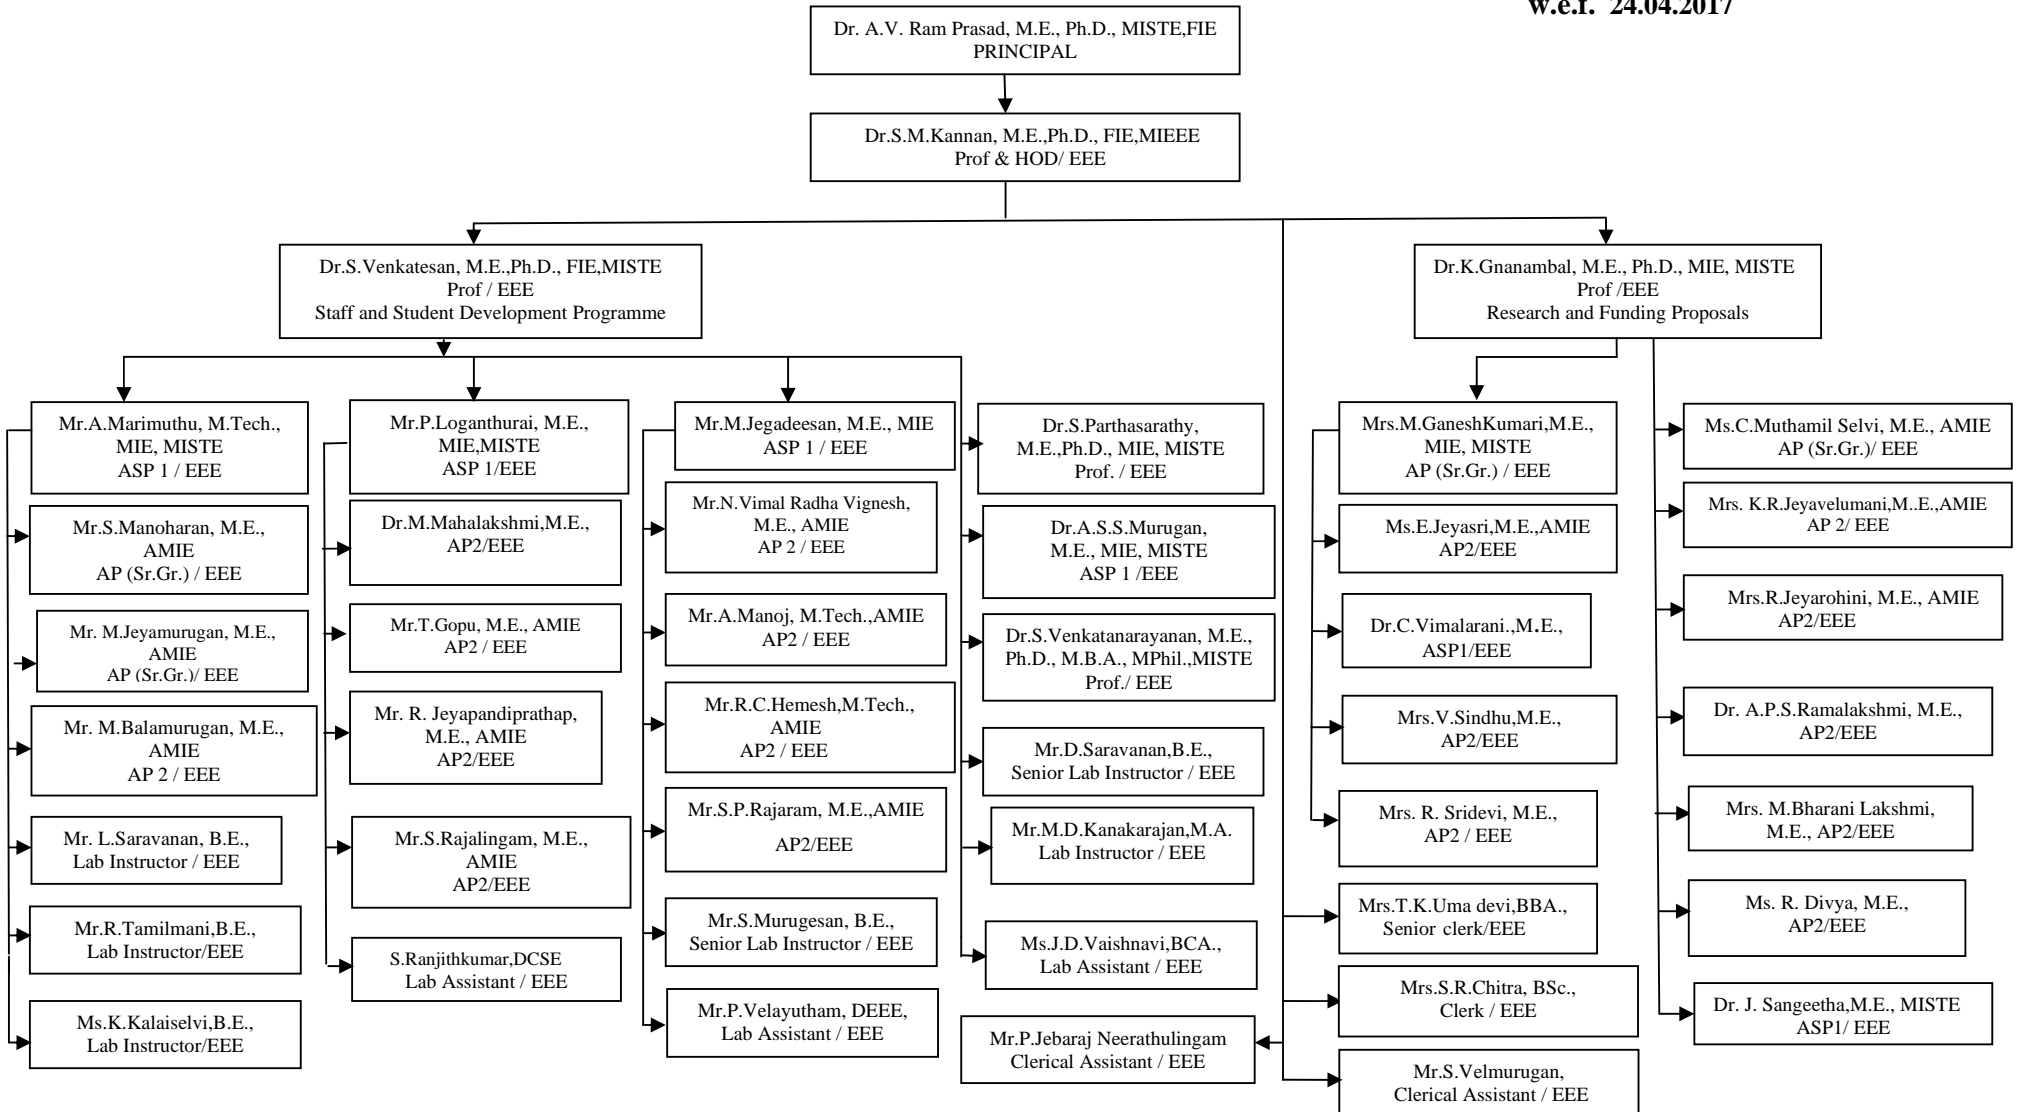 w.e.f. 24.04.2017
Dr. A.V. Ram Prasad, M.E., Ph.D., MISTE,FIE
PRINCIPAL
Dr.S.M.Kannan, M.E.,Ph.D., FIE,MIEEE
Prof & HOD/ EEE
Dr.S.Venkatesan, M.E.,Ph.D., FIE,MISTE
Prof / EEE
Staff and Student Development Programme
Dr.K.Gnanambal, M.E., Ph.D., MIE, MISTE
Prof /EEE
Research and Funding Proposals
Mr.A.Marimuthu, M.Tech.,
MIE, MISTE
ASP 1 / EEE
Mr.S.Manoharan, M.E.,
AMIE
AP (Sr.Gr.) / EEE
Mr. M.Jeyamurugan, M.E.,
AMIE
AP (Sr.Gr.)/ EEE
Mr. M.Balamurugan, M.E.,
AMIE
AP 2 / EEE
Mr. L.Saravanan, B.E.,
Lab Instructor / EEE
Mr.R.Tamilmani,B.E.,
Lab Instructor/EEE
Ms.K.Kalaiselvi,B.E.,
Lab Instructor/EEE
Mr.P.Loganthurai, M.E.,
MIE,MISTE
ASP 1/EEE
Dr.M.Mahalakshmi,M.E.,
AP2/EEE
Mr.T.Gopu, M.E., AMIE
AP2 / EEE
Mr. R. Jeyapandiprathap,
M.E., AMIE
AP2/EEE
Mr.S.Rajalingam, M.E.,
AMIE
AP2/EEE
S.Ranjithkumar,DCSE
Lab Assistant / EEE
Mr.M.Jegadeesan, M.E., MIE
ASP 1 / EEE
Mr.N.Vimal Radha Vignesh,
M.E., AMIE
AP 2 / EEE
Mr.A.Manoj, M.Tech.,AMIE
AP2 / EEE
Mr.R.C.Hemesh,M.Tech.,
AMIE
AP2 / EEE
Mr.S.P.Rajaram, M.E.,AMIE
AP2/EEE
Mr.S.Murugesan, B.E.,
Senior Lab Instructor / EEE
Mr.P.Velayutham, DEEE,
Lab Assistant / EEE
Dr.S.Parthasarathy,
M.E.,Ph.D., MIE, MISTE
Prof. / EEE
Dr.A.S.S.Murugan,
M.E., MIE, MISTE
ASP 1 /EEE
Dr.S.Venkatanarayanan, M.E.,
Ph.D., M.B.A., MPhil.,MISTE
Prof./ EEE
Mr.D.Saravanan,B.E.,
Senior Lab Instructor / EEE
Mr.M.D.Kanakarajan,M.A.
Lab Instructor / EEE
Ms.J.D.Vaishnavi,BCA.,
Lab Assistant / EEE
Mr.P.Jebaraj Neerathulingam
Clerical Assistant / EEE
Mrs.M.GaneshKumari,M.E.,
MIE, MISTE
AP (Sr.Gr.) / EEE
Ms.E.Jeyasri,M.E.,AMIE
AP2/EEE
Dr.C.Vimalarani.,M.E.,
ASP1/EEE
Mrs.V.Sindhu,M.E.,
AP2/EEE
Mrs. R. Sridevi, M.E.,
AP2 / EEE
Mrs.T.K.Uma devi,BBA.,
Senior clerk/EEE
Mrs.S.R.Chitra, BSc.,
Clerk / EEE
Mr.S.Velmurugan,
Clerical Assistant / EEE
Ms.C.Muthamil Selvi, M.E., AMIE
AP (Sr.Gr.)/ EEE
Mrs. K.R.Jeyavelumani,M..E.,AMIE
AP 2/ EEE
Mrs.R.Jeyarohini, M.E., AMIE
AP2/EEE
Dr. A.P.S.Ramalakshmi, M.E.,
AP2/EEE
Mrs. M.Bharani Lakshmi,
M.E., AP2/EEE
Ms. R. Divya, M.E.,
AP2/EEE
Dr. J. Sangeetha,M.E., MISTE
ASP1/ EEE